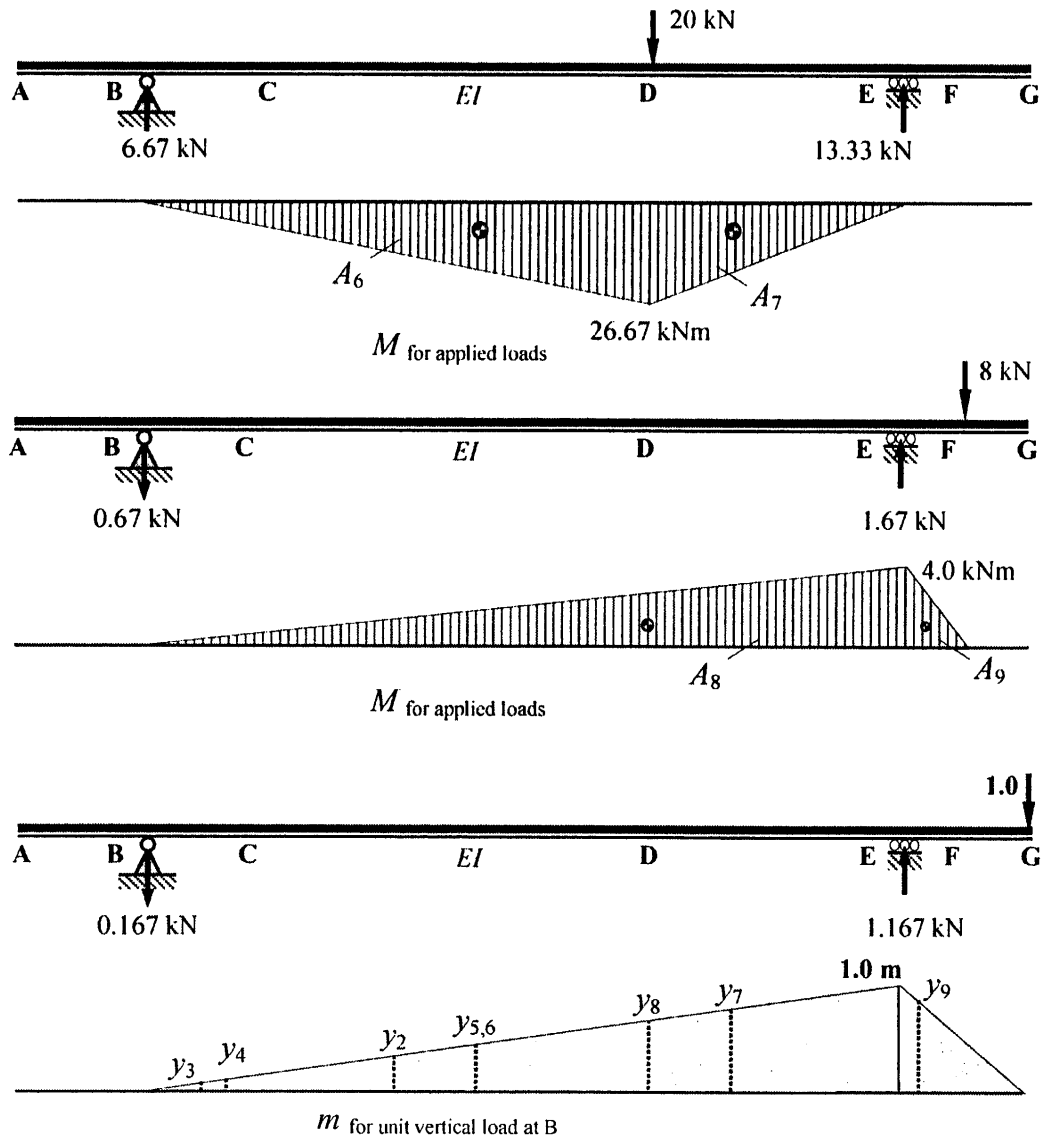 20 kN
A B C EI D E F G
6.67 kN 13.33 kN
A6 A7
26.67 kNm
M for applied loads
8 kN
A B C EI D E F G
0.67 kN 1.67 kN
4.0 kNm
A8 A9
M for applied loads
1.0
A B C EI D E F G
0.167 kN 1.167 kN
1.0 m
y3 y4 y2 y5,6 y8 y7 y9
m for unit vertical load at B